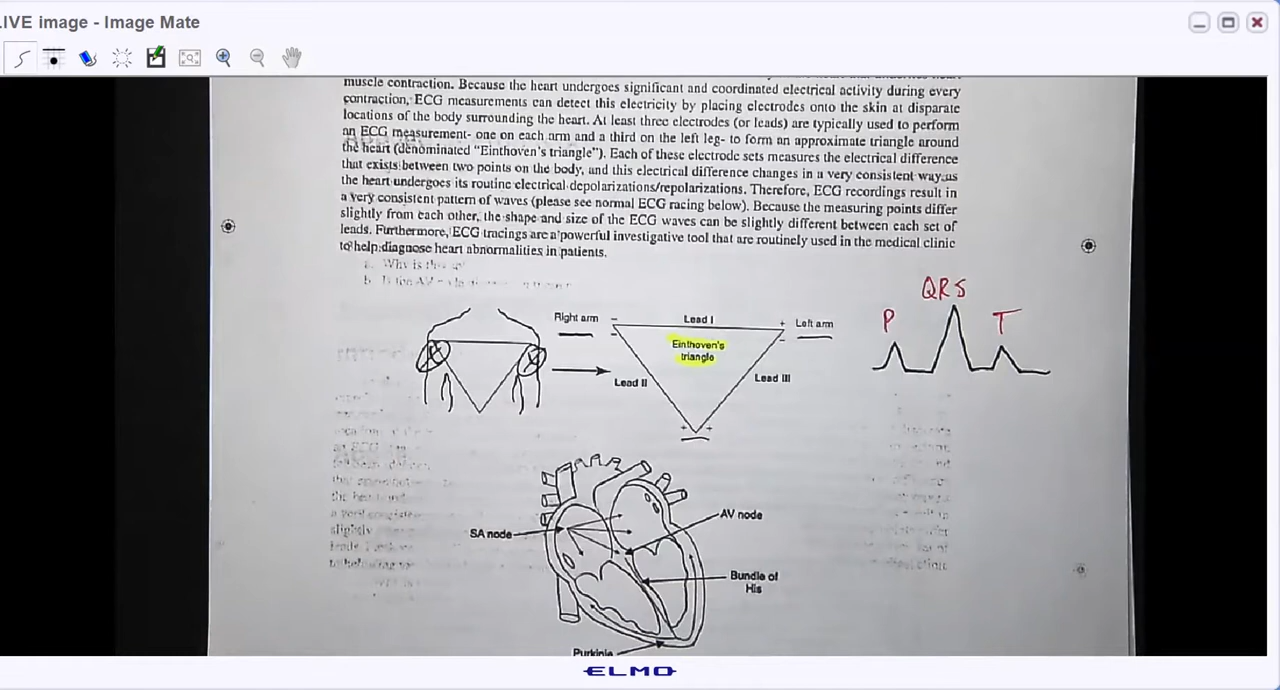 LIVE image - Image Mate
muscle contraction. Because the heart undergoes significant and coordinated electrical activity during every
contraction, ECG measurements can detect this electricity by placing electrodes onto the skin at disparate
locations of the body surrounding the heart. At least three electrodes (or leads) are typically used to perform
an ECG measurement- one on each arm and a third on the left leg- to form an approximate triangle around
the heart (denominated “Einthoven’s triangle”). Each of these electrode sets measures the electrical difference
that exists between two points on the body, and this electrical difference changes in a very consistent way as
the heart undergoes its routine electrical depolarizations/repolarizations. Therefore, ECG recordings result in
a very consistent pattern of waves (please see normal ECG racing below). Because the measuring points differ
slightly from each other, the shape and size of the ECG waves can be slightly different between each set of
leads. Furthermore, ECG tracings are a powerful investigative tool that are routinely used in the medical clinic
to help diagnose heart abnormalities in patients.
a. Why is
b.
P QRS T
Right arm - Lead I + Left arm
- -
Einthoven's
triangle
Lead II Lead III
+ +
SA node
AV node
Bundle of
His
Purkinje
ELMO